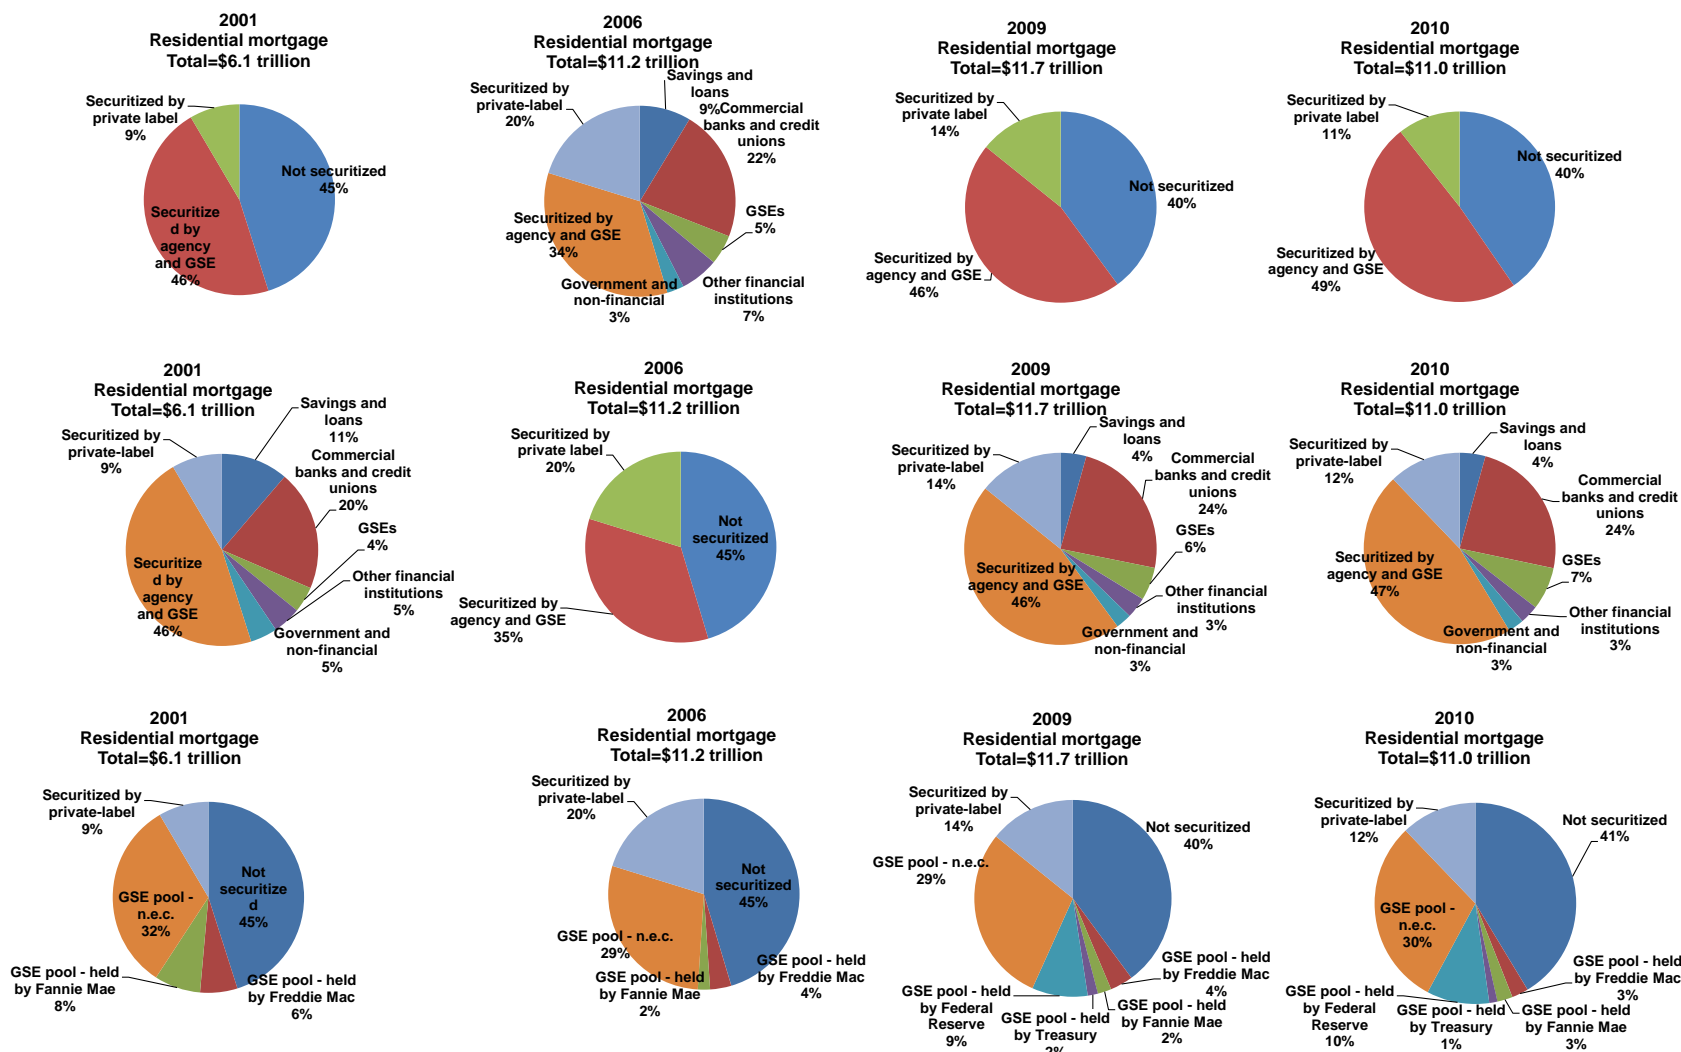 2001
Residential mortgage
Total=$6.1 trillion
Securitized by
private label
9%
Not securitized
45%
Securitize
d by
agency
and GSE
46%
2006
Residential mortgage
Total=$11.2 trillion
Savings and
loans
9%
Commercial
banks and credit
unions
22%
Securitized by
private-label
20%
GSEs
5%
Securitized by
agency and GSE
34%
Government and
non-financial
3%
Other financial
institutions
7%
2009
Residential mortgage
Total=$11.7 trillion
Securitized by
private label
14%
Not securitized
40%
Securitized by
agency and GSE
46%
2010
Residential mortgage
Total=$11.0 trillion
Securitized by
private label
11%
Not securitized
40%
Securitized by
agency and GSE
49%
2001
Residential mortgage
Total=$6.1 trillion
Savings and
loans
11%
Securitized by
private-label
9%
Commercial
banks and credit
unions
20%
GSEs
4%
Securitize
d by
agency
and GSE
46%
Other financial
institutions
5%
Government and
non-financial
5%
2006
Residential mortgage
Total=$11.2 trillion
Securitized by
private label
20%
Not
securitized
45%
Securitized by
agency and GSE
35%
2009
Residential mortgage
Total=$11.7 trillion
Savings and
loans
4%
Securitized by
private-label
14%
Commercial
banks and credit
unions
24%
GSEs
6%
Securitized by
agency and GSE
46%
Other financial
institutions
3%
Government and
non-financial
3%
2010
Residential mortgage
Total=$11.0 trillion
Savings and
loans
4%
Securitized by
private-label
12%
Commercial
banks and credit
unions
24%
Securitized by
agency and GSE
47%
GSEs
7%
Other financial
institutions
3%
Government and
non-financial
3%
2001
Residential mortgage
Total=$6.1 trillion
Securitized by
private-label
9%
Not
securitize
d
45%
GSE pool -
n.e.c.
32%
GSE pool - held
by Fannie Mae
8%
GSE pool - held
by Freddie Mac
6%
2006
Residential mortgage
Total=$11.2 trillion
Securitized by
private-label
20%
Not
securitized
45%
GSE pool - n.e.c.
29%
GSE pool - held
by Fannie Mae
2%
GSE pool - held
by Freddie Mac
4%
2009
Residential mortgage
Total=$11.7 trillion
Securitized by
private-label
14%
Not securitized
40%
GSE pool - n.e.c.
29%
GSE pool - held
by Freddie Mac
4%
GSE pool - held
by Federal
Reserve
9%
GSE pool - held
by Treasury
2%
GSE pool - held
by Fannie Mae
2%
2010
Residential mortgage
Total=$11.0 trillion
Securitized by
private-label
12%
Not securitized
41%
GSE pool -
n.e.c.
30%
GSE pool - held
by Freddie Mac
3%
GSE pool - held
by Federal
Reserve
10%
GSE pool - held
by Treasury
1%
GSE pool - held
by Fannie Mae
3%